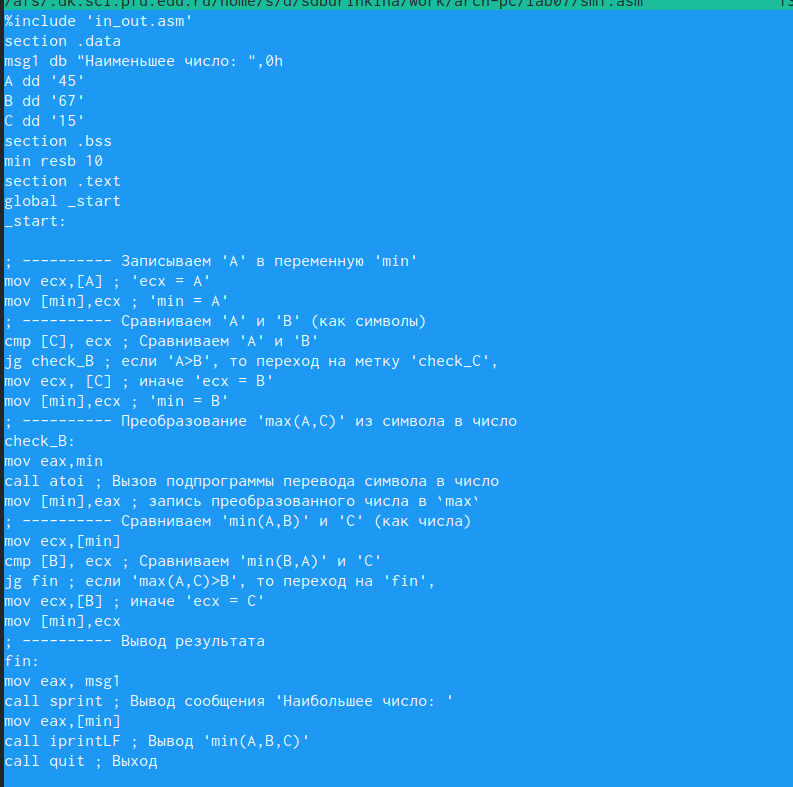 /afs/.dk.sci.pfu.edu.ru/home/s/d/sdburinkina/work/arch-pc/lab07/smf.asm
%include 'in_out.asm'
section .data
msg1 db "Наименьшее число: ",0h
A dd '45'
B dd '67'
C dd '15'
section .bss
min resb 10
section .text
global _start
_start:
; ---------- Записываем 'A' в переменную 'min'
mov ecx,[A] ; 'ecx = A'
mov [min],ecx ; 'min = A'
; ---------- Сравниваем 'A' и 'B' (как символы)
cmp [C], ecx ; Сравниваем 'A' и 'B'
jg check_B ; если 'A>B', то переход на метку 'check_C',
mov ecx, [C] ; иначе 'ecx = B'
mov [min],ecx ; 'min = B'
; ---------- Преобразование 'max(A,C)' из символа в число
check_B:
mov eax,min
call atoi ; Вызов подпрограммы перевода символа в число
mov [min],eax ; запись преобразованного числа в `max`
; ---------- Сравниваем 'min(A,B)' и 'C' (как числа)
mov ecx,[min]
cmp [B], ecx ; Сравниваем 'min(B,A)' и 'C'
jg fin ; если 'max(A,C)>B', то переход на 'fin',
mov ecx,[B] ; иначе 'ecx = C'
mov [min],ecx
; ---------- Вывод результата
fin:
mov eax, msg1
call sprint ; Вывод сообщения 'Наибольшее число: '
mov eax,[min]
call iprintLF ; Вывод 'min(A,B,C)'
call quit ; Выход